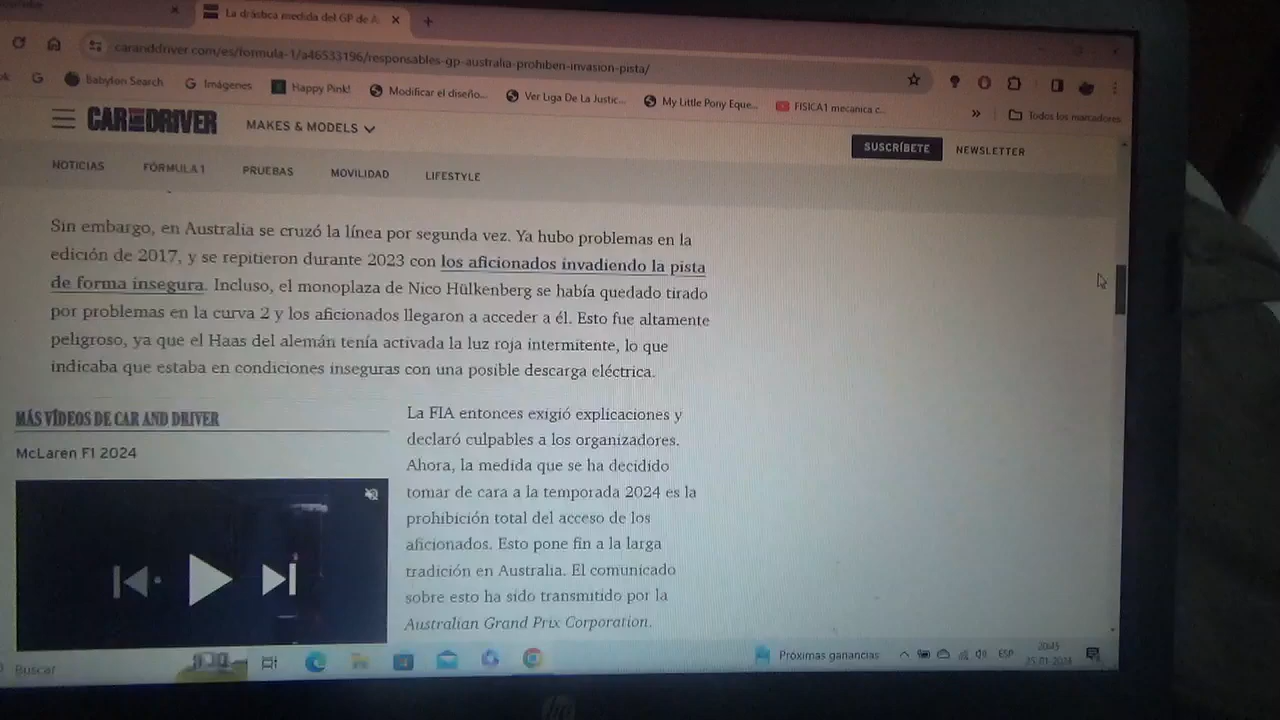 La drástica medida del GP de A
caranddriver.com/es/formula-1/a46533196/responsables-gp-australia-prohiben-invasion-pista/
G
Babylon Search
Imágenes
Happy Pink!
Modificar el diseño...
Ver Liga De La Justic...
My Little Pony Eque...
FISICA1 mecanica c...
»
Todos los marcadores
CAR AND DRIVER
MAKES & MODELS
SUSCRÍBETE
NEWSLETTER
NOTICIAS
FÓRMULA 1
PRUEBAS
MOVILIDAD
LIFESTYLE
Sin embargo, en Australia se cruzó la línea por segunda vez. Ya hubo problemas en la
edición de 2017, y se repitieron durante 2023 con los aficionados invadiendo la pista
de forma insegura. Incluso, el monoplaza de Nico Hülkenberg se había quedado tirado
por problemas en la curva 2 y los aficionados llegaron a acceder a él. Esto fue altamente
peligroso, ya que el Haas del alemán tenía activada la luz roja intermitente, lo que
indicaba que estaba en condiciones inseguras con una posible descarga eléctrica.
MÁS VÍDEOS DE CAR AND DRIVER
McLaren F1 2024
La FIA entonces exigió explicaciones y
declaró culpables a los organizadores.
Ahora, la medida que se ha decidido
tomar de cara a la temporada 2024 es la
prohibición total del acceso de los
aficionados. Esto pone fin a la larga
tradición en Australia. El comunicado
sobre esto ha sido transmitido por la
Australian Grand Prix Corporation.
Buscar
Próximas ganancias
ESP
20:45
hp